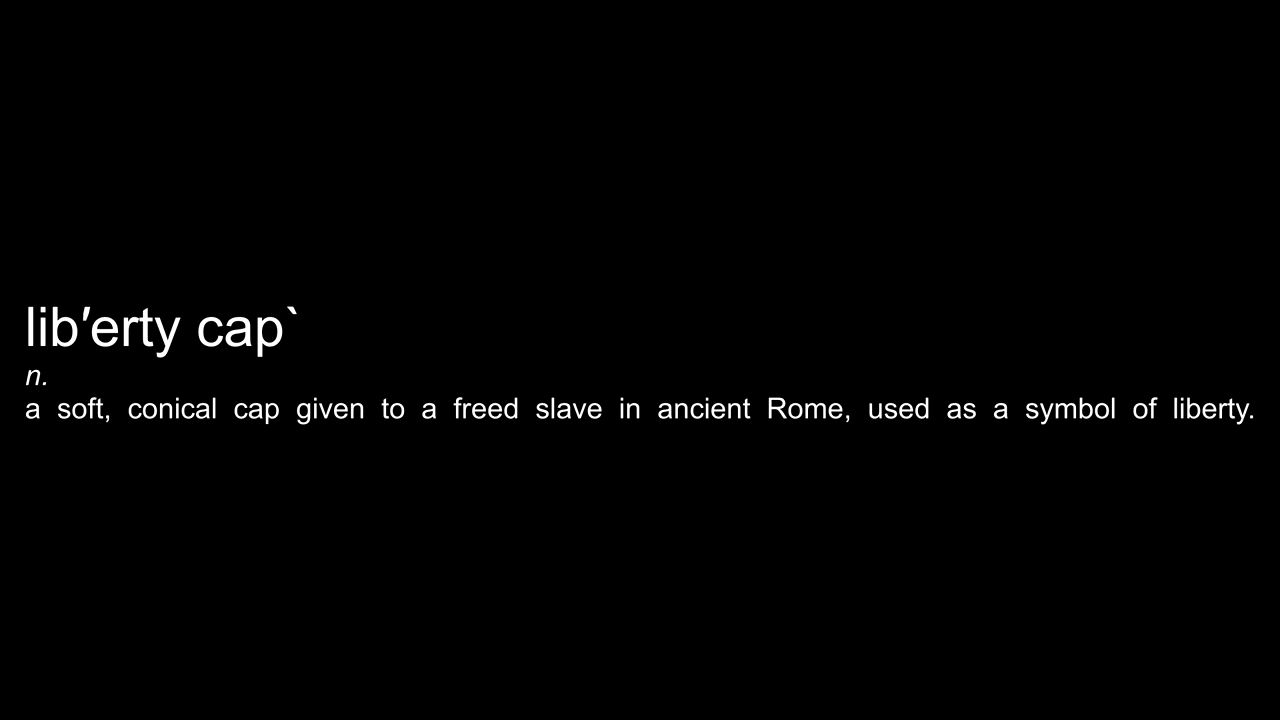 lib′erty cap`
n.
a soft, conical cap given to a freed slave in ancient Rome, used as a symbol of liberty.